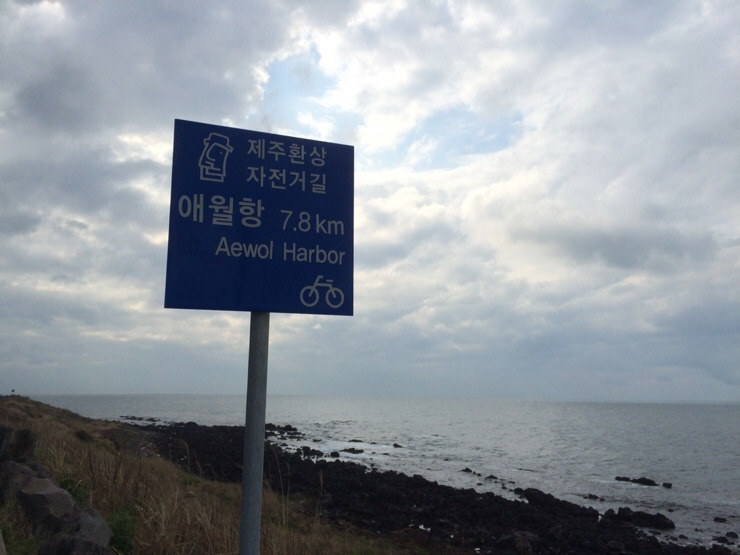 제주환상
자전거길
애월항 7.8 km
Aewol Harbor